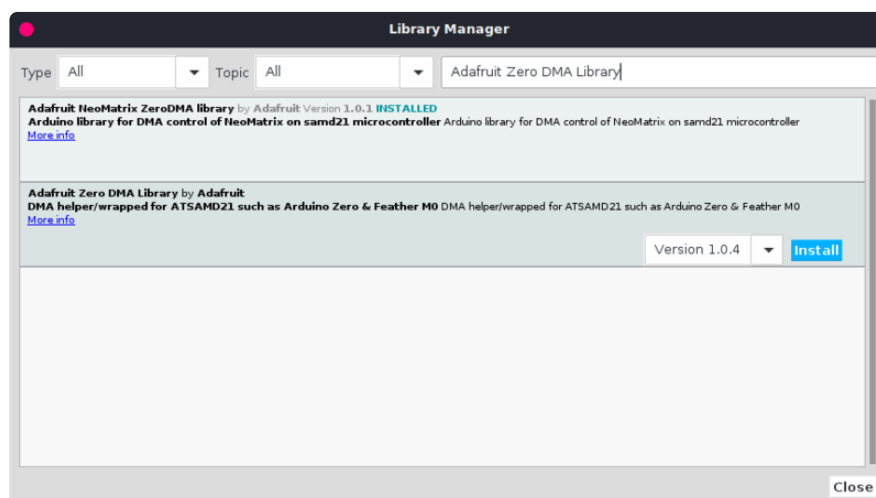 Library Manager
Type All Topic All Adafruit Zero DMA Library
Adafruit NeoMatrix ZeroDMA library by Adafruit Version 1.0.1 INSTALLED
Arduino library for DMA control of NeoMatrix on samd21 microcontroller Arduino library for DMA control of NeoMatrix on samd21 microcontroller
More info
Adafruit Zero DMA Library by Adafruit
DMA helper/wrapped for ATSAMD21 such as Arduino Zero & Feather M0 DMA helper/wrapped for ATSAMD21 such as Arduino Zero & Feather M0
More info
Version 1.0.4 Install
Close